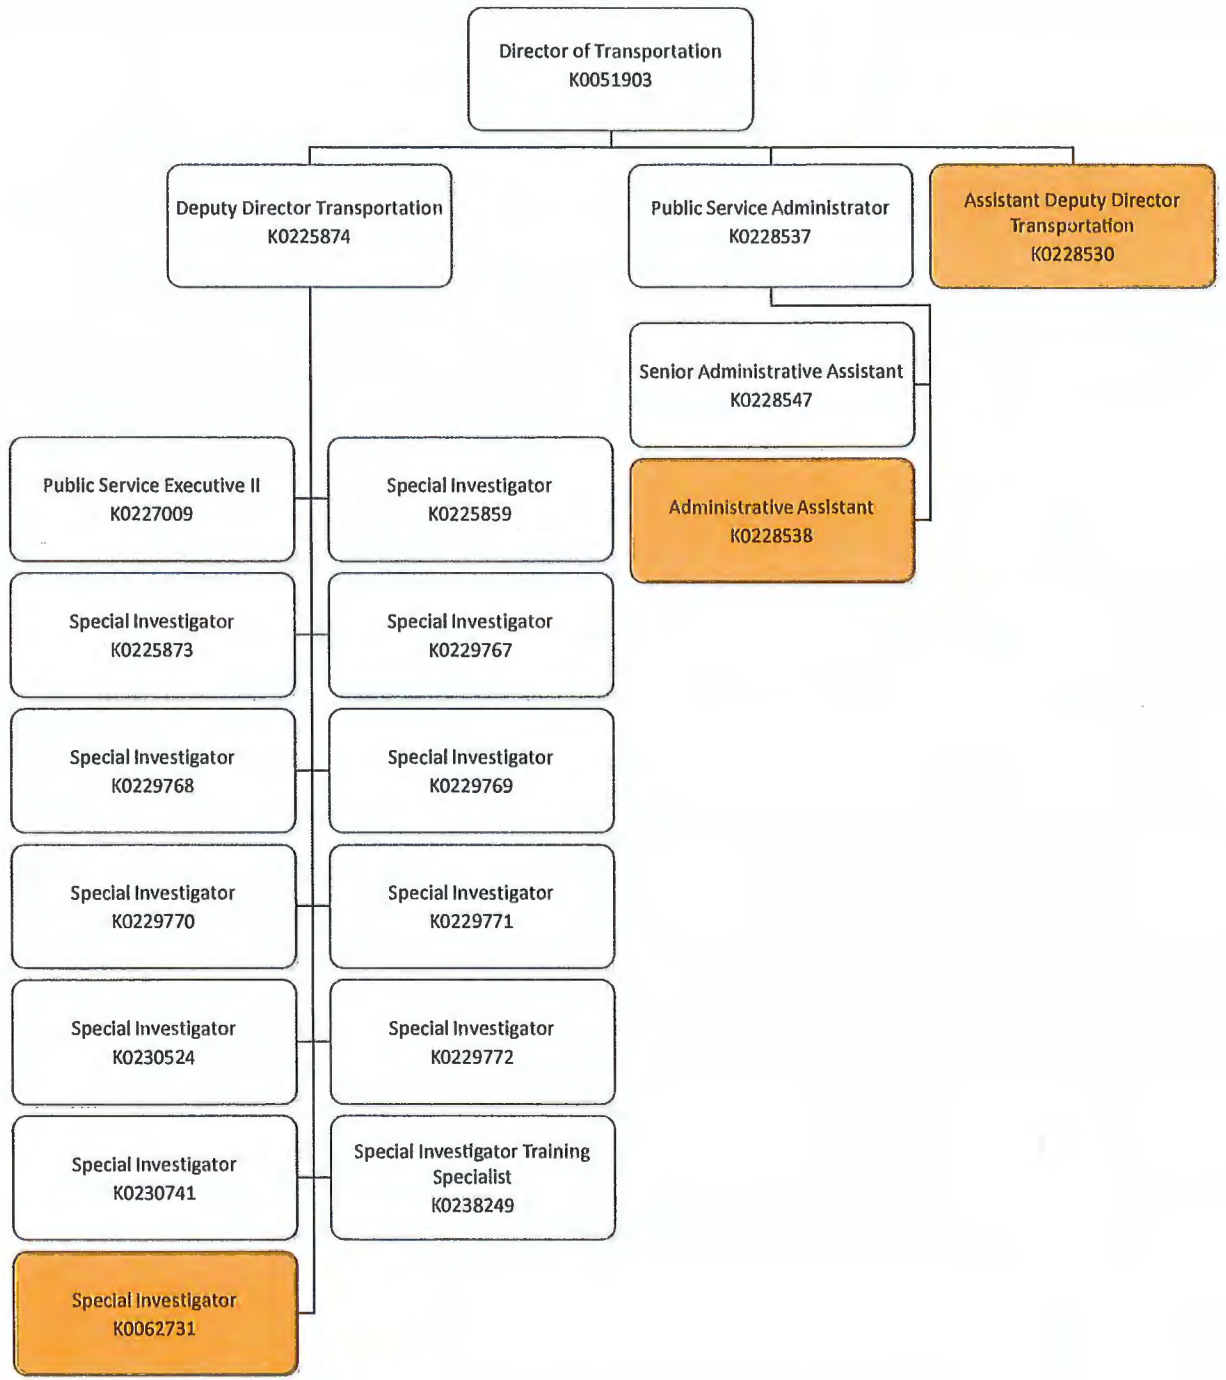 Director of Transportation
K0051903
Deputy Director Transportation
K0225874
Public Service Administrator
K0228537
Assistant Deputy Director
Transportation
K0228530
Senior Administrative Assistant
K0228547
Administrative Assistant
K0228538
Public Service Executive II
K0227009
Special Investigator
K0225859
Special Investigator
K0225873
Special Investigator
K0229767
Special Investigator
K0229768
Special Investigator
K0229769
Special Investigator
K0229770
Special Investigator
K0229771
Special Investigator
K0230524
Special Investigator
K0229772
Special Investigator
K0230741
Special Investigator Training
Specialist
K0238249
Special Investigator
K0062731